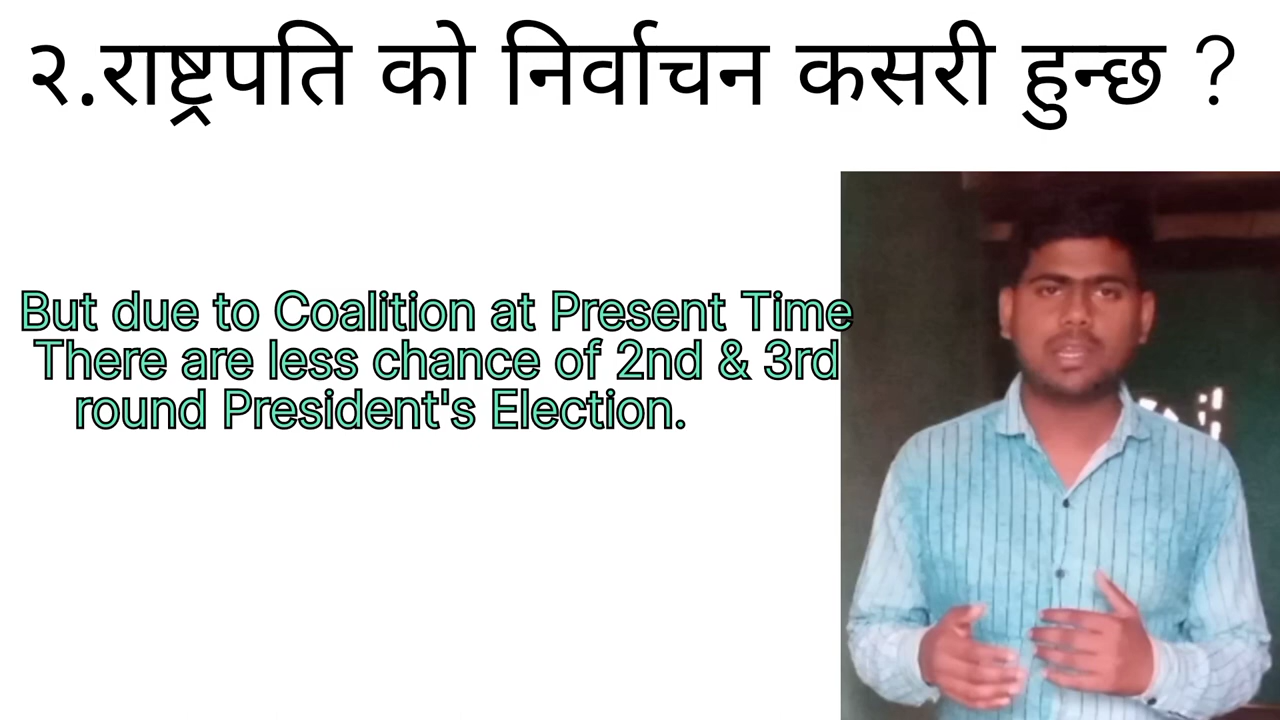 २.राष्ट्रपति को निर्वाचन कसरी हुन्छ ?
But due to Coalition at Present Time
There are less chance of 2nd & 3rd
round President's Election.